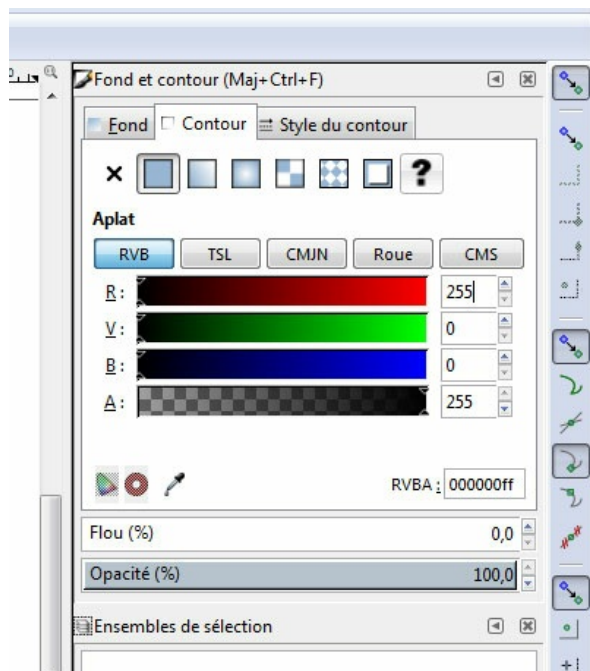 Fond et contour (Maj+Ctrl+F)
Fond Contour Style du contour
?
Aplat
RVB TSL CMJN Roue CMS
R : 255
V : 0
B : 0
A : 255
RVBA : 000000ff
Flou (%) 0,0
Opacité (%) 100,0
Ensembles de sélection